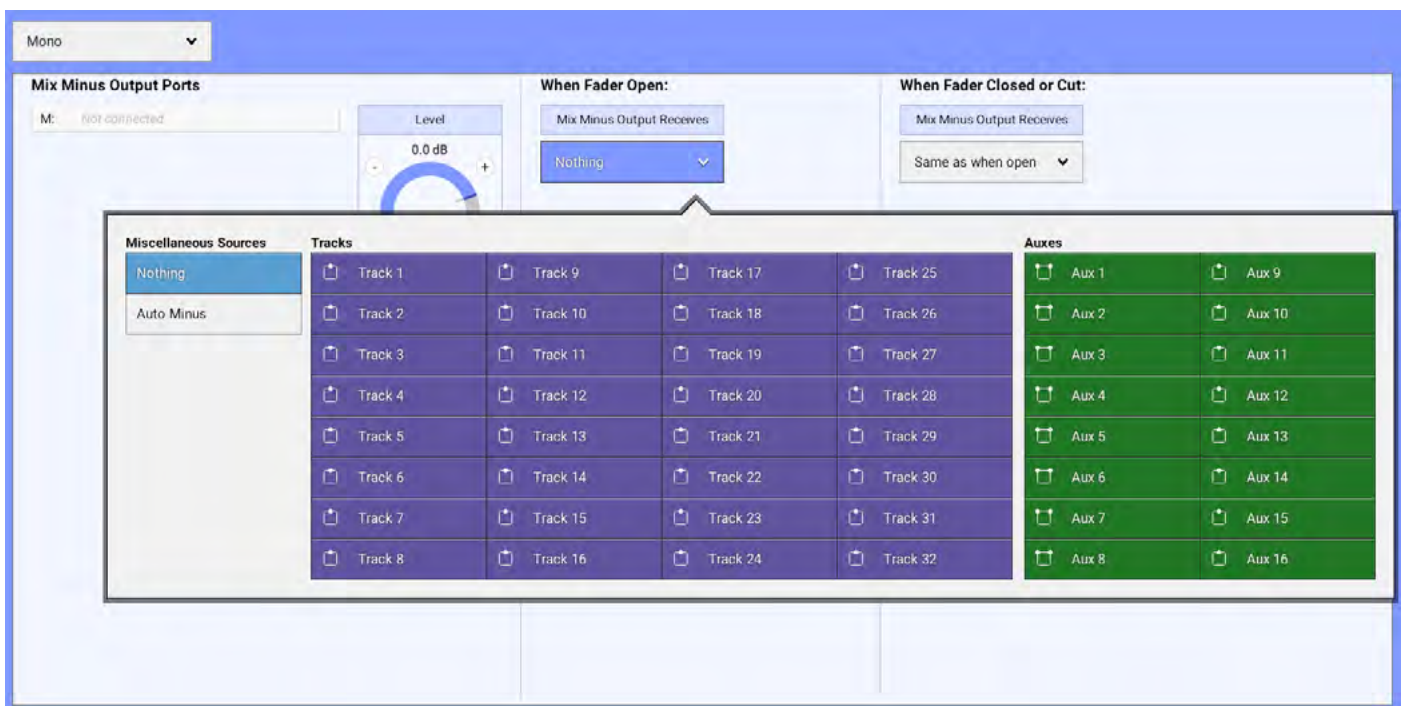 Mono
Mix Minus Output Ports
When Fader Open:
When Fader Closed or Cut:
M: Not connected
Level
Mix Minus Output Receives
Mix Minus Output Receives
0.0 dB
- +
Nothing
Same as when open
Miscellaneous Sources
Tracks
Auxes
Nothing
Track 1 Track 9 Track 17 Track 25 Aux 1 Aux 9
Auto Minus
Track 2 Track 10 Track 18 Track 26 Aux 2 Aux 10
Track 3 Track 11 Track 19 Track 27 Aux 3 Aux 11
Track 4 Track 12 Track 20 Track 28 Aux 4 Aux 12
Track 5 Track 13 Track 21 Track 29 Aux 5 Aux 13
Track 6 Track 14 Track 22 Track 30 Aux 6 Aux 14
Track 7 Track 15 Track 23 Track 31 Aux 7 Aux 15
Track 8 Track 16 Track 24 Track 32 Aux 8 Aux 16